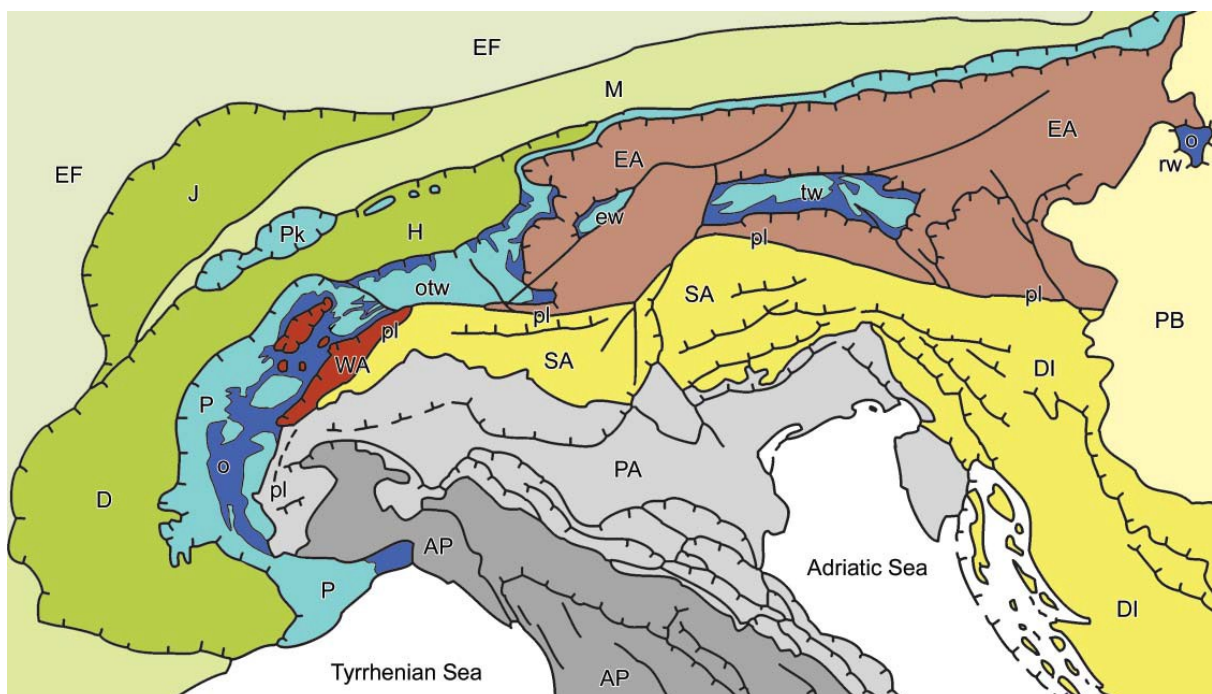 EF
M
EF
J
EA
EA
o
rw
Pk
H
ew
tw
pl
otw
SA
pl
pl
pl
PB
WA
SA
DI
P
o
PA
pl
D
AP
Adriatic Sea
P
DI
Tyrrhenian Sea
AP